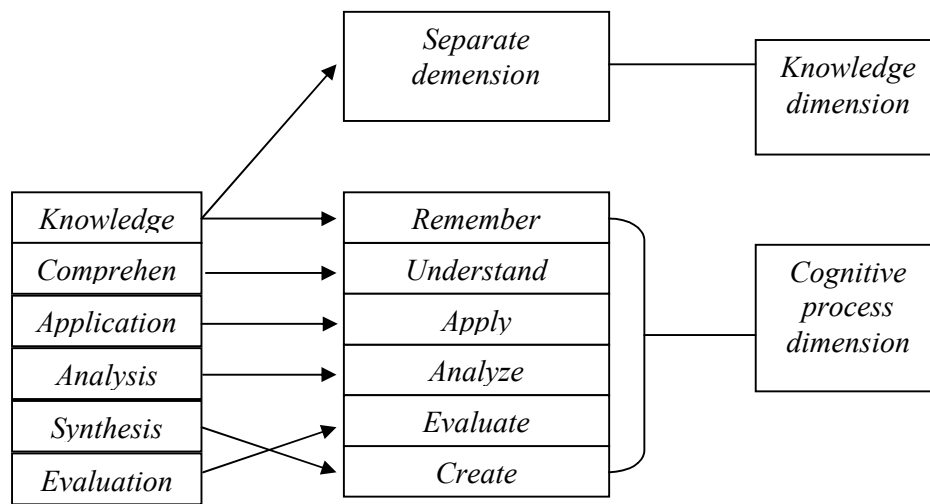 Separate
demension
Knowledge
dimension
Knowledge
Comprehen
Application
Analysis
Synthesis
Evaluation
Remember
Understand
Apply
Analyze
Evaluate
Create
Cognitive
process
dimension